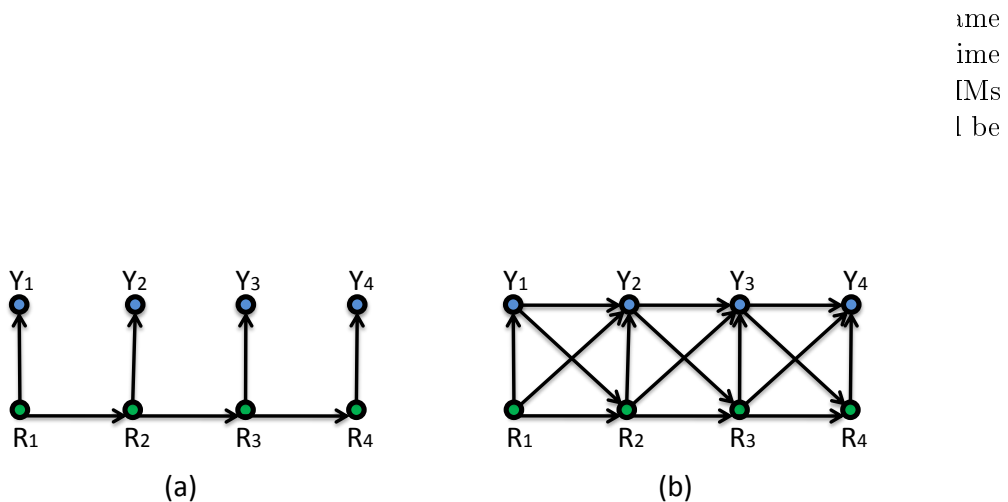 ame
ime
Ms
be
Y1 Y2 Y3 Y4 Y1 Y2 Y3 Y4
R1 R2 R3 R4 R1 R2 R3 R4
(a) (b)